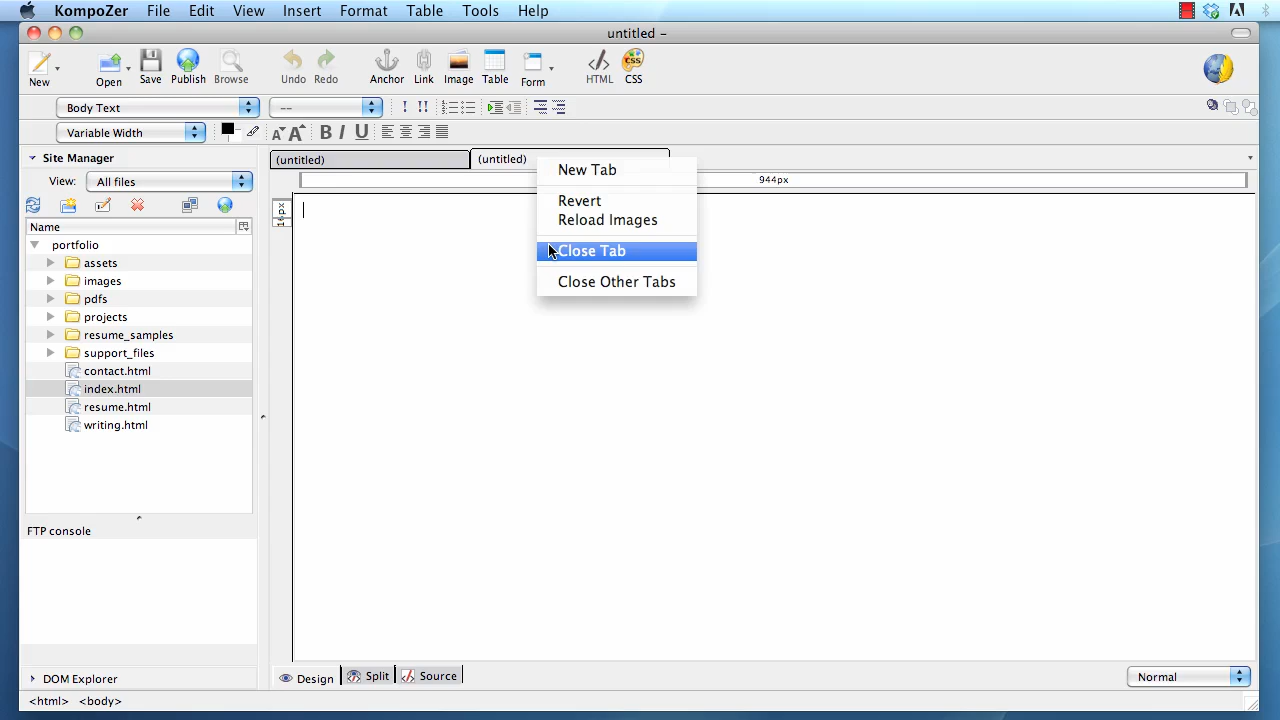 KompoZer File Edit View Insert Format Table Tools Help
untitled –
New Open Save Publish Browse Undo Redo Anchor Link Image Table Form HTML CSS
Body Text -- ! !!
Variable Width A A B I U
Site Manager
View: All files
(untitled) (untitled)
944px
Name
portfolio
assets
images
pdfs
projects
resume_samples
support_files
contact.html
index.html
resume.html
writing.html
New Tab
Revert
Reload Images
Close Tab
Close Other Tabs
FTP console
DOM Explorer
Design Split Source Normal
<html> <body>